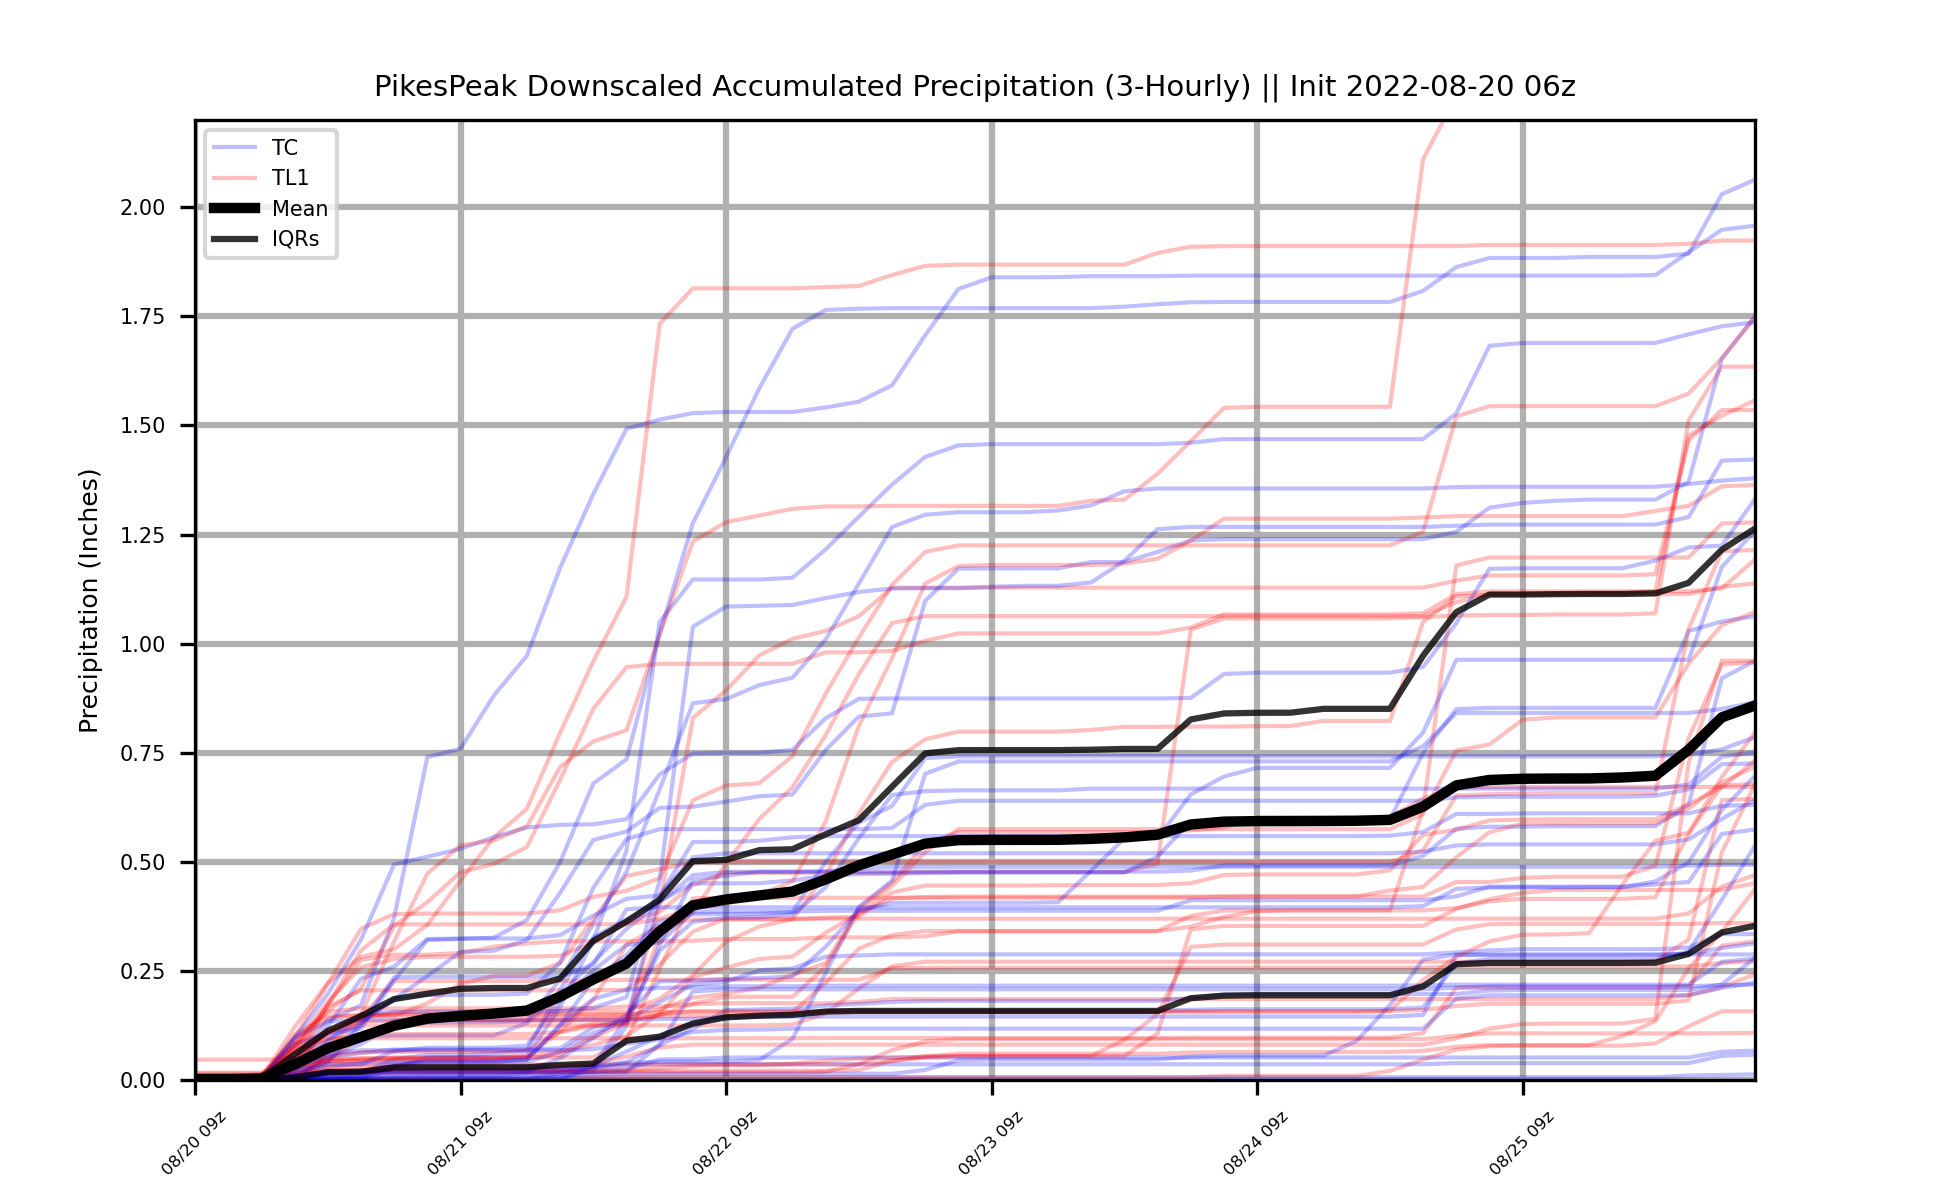 PikesPeak Downscaled Accumulated Precipitation (3-Hourly) || Init 2022-08-20 06z
TC
TL1
Mean
IQRs
Precipitation (Inches)
2.00
1.75
1.50
1.25
1.00
0.75
0.50
0.25
0.00
08/20 09z
08/21 09z
08/22 09z
08/23 09z
08/24 09z
08/25 09z